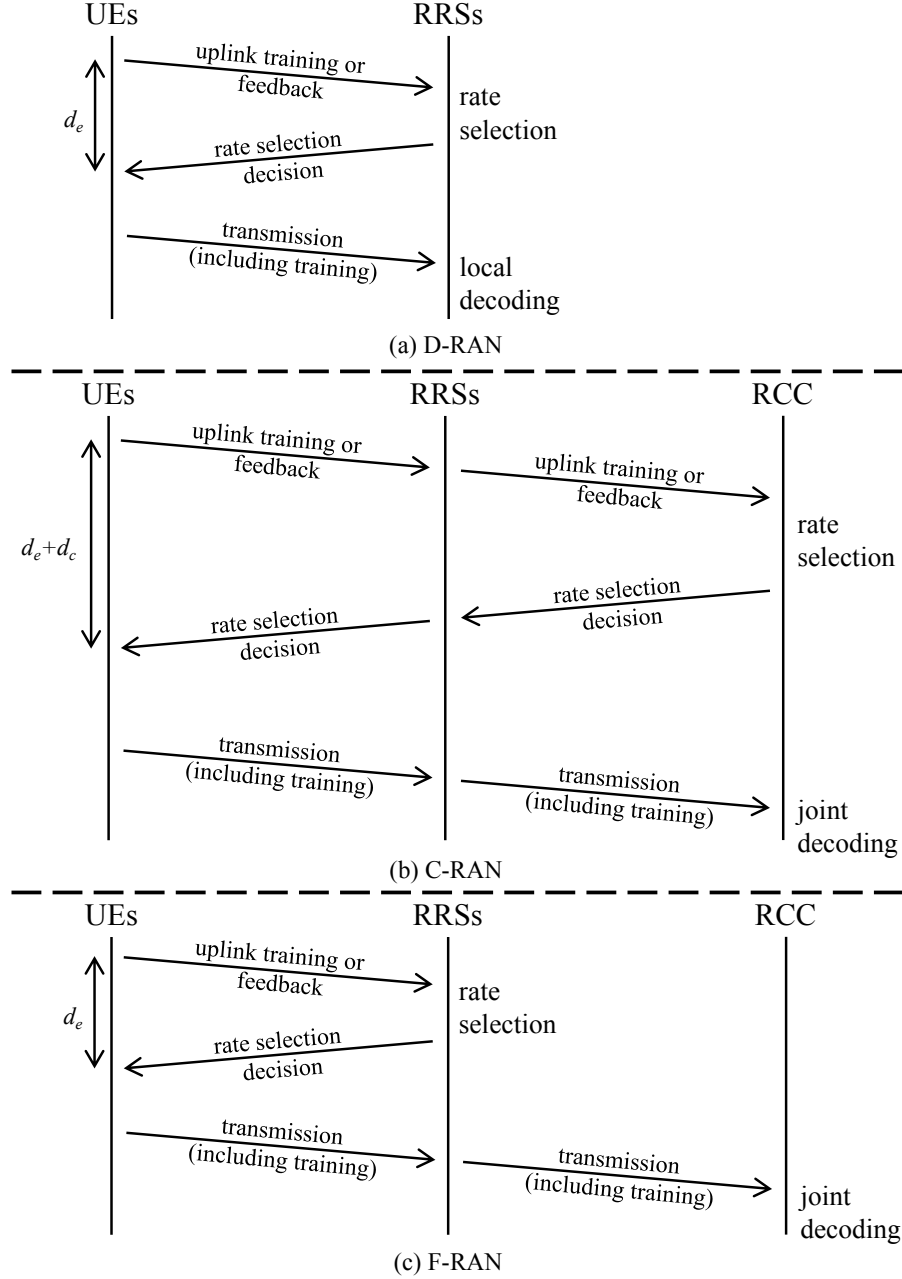 UEs
RRSs
uplink training or
feedback
rate
selection
d_e
rate selection
decision
transmission
(including training)
local
decoding
(a) D-RAN
UEs
RRSs
RCC
uplink training or
feedback
uplink training or
feedback
rate
selection
d_e+d_c
rate selection
decision
rate selection
decision
transmission
(including training)
transmission
(including training)
joint
decoding
(b) C-RAN
UEs
RRSs
RCC
uplink training or
feedback
rate
selection
d_e
rate selection
decision
transmission
(including training)
transmission
(including training)
joint
decoding
(c) F-RAN